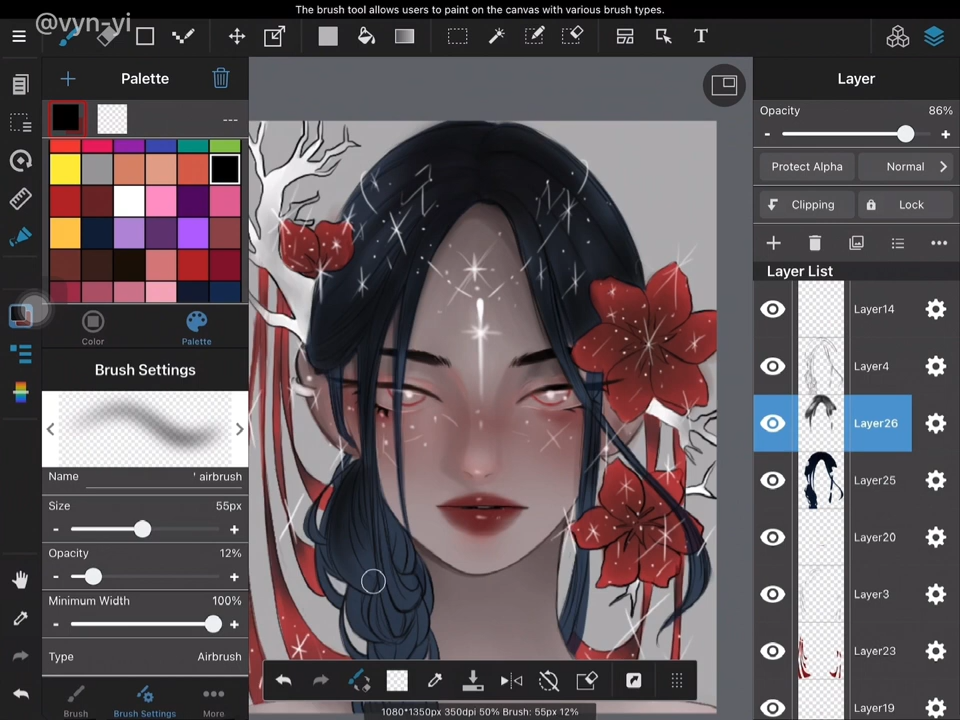 The brush tool allows users to paint on the canvas with various brush types.
@vyn-yi
T
Palette
---
Color
Palette
Brush Settings
Name ' airbrush
Size 55px
- +
Opacity 12%
- +
Minimum Width 100%
- +
Type Airbrush
Brush
Brush Settings
More
1080*1350px 350dpi 50% Brush: 55px 12%
Layer
Opacity 86%
- +
Protect Alpha
Normal
Clipping
Lock
Layer List
Layer14
Layer4
Layer26
Layer25
Layer20
Layer3
Layer23
Layer19